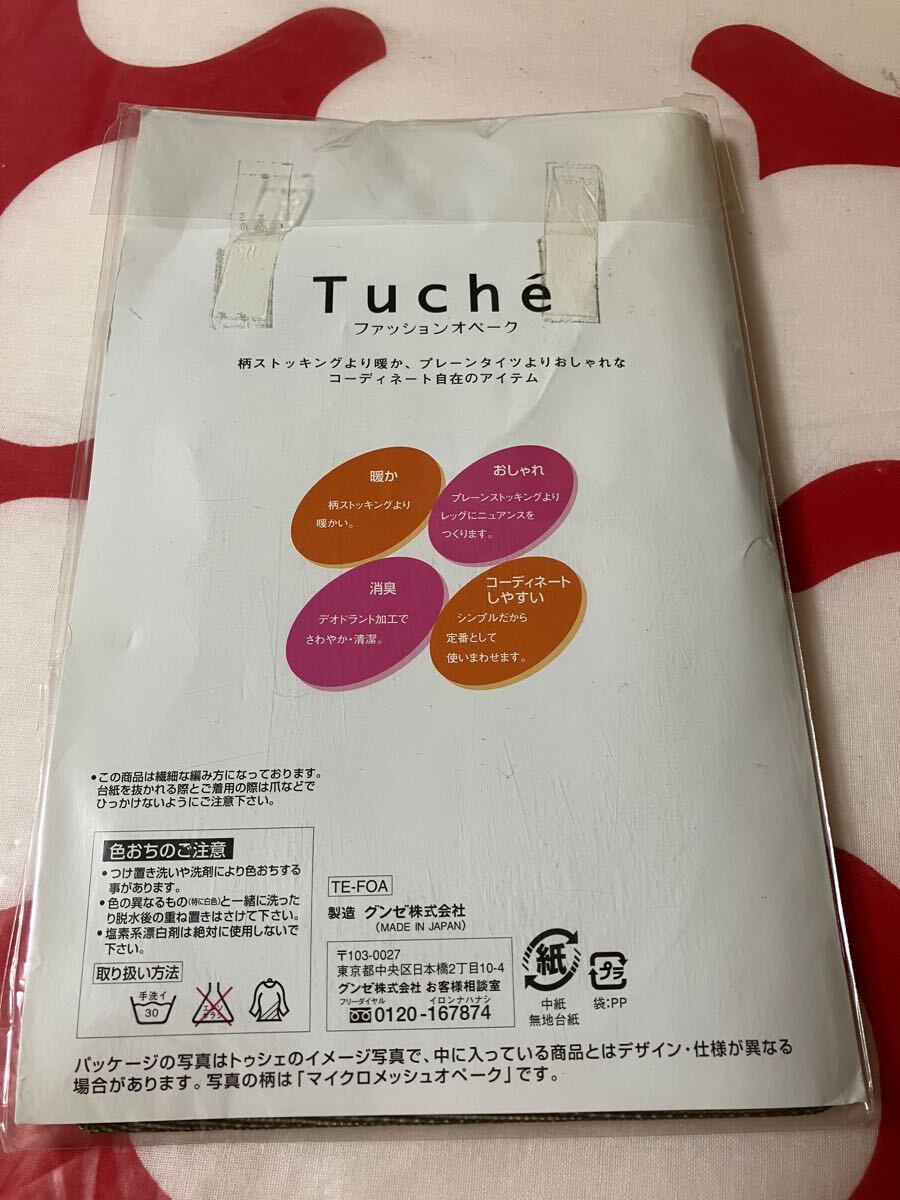 Tuché
ファッションオペーク
柄ストッキングより暖か、プレーンタイツよりおしゃれな
コーディネート自在のアイテム
暖か
柄ストッキングより
暖かい。
おしゃれ
プレーンストッキングより
レッグにニュアンスを
つくります。
消臭
デオドラント加工で
さわやか・清潔。
コーディネート
しやすい
シンプルだから
定番として
使いまわせます。
•この商品は繊細な編み方になっております。
台紙を抜かれる際とご着用の際は爪などで
ひっかけないようにご注意下さい。
色おちのご注意
•つけ置き洗いや洗剤により色おちする
事があります。
•色の異なるもの(特に白色)と一緒に洗った
り脱水後の重ね置きはさけて下さい。
•塩素系漂白剤は絶対に使用しないで
下さい。
取り扱い方法
手洗イ
30
エンソ
サラシ
TE-FOA
製造 グンゼ株式会社
(MADE IN JAPAN)
〒103-0027
東京都中央区日本橋2丁目10-4
グンゼ株式会社 お客様相談室
フリーダイヤル イロンナハナシ
0120-167874
紙
中紙
無地台紙
プラ
袋:PP
パッケージの写真はトゥシェのイメージ写真で、中に入っている商品とはデザイン・仕様が異なる
場合があります。写真の柄は「マイクロメッシュオペーク」です。